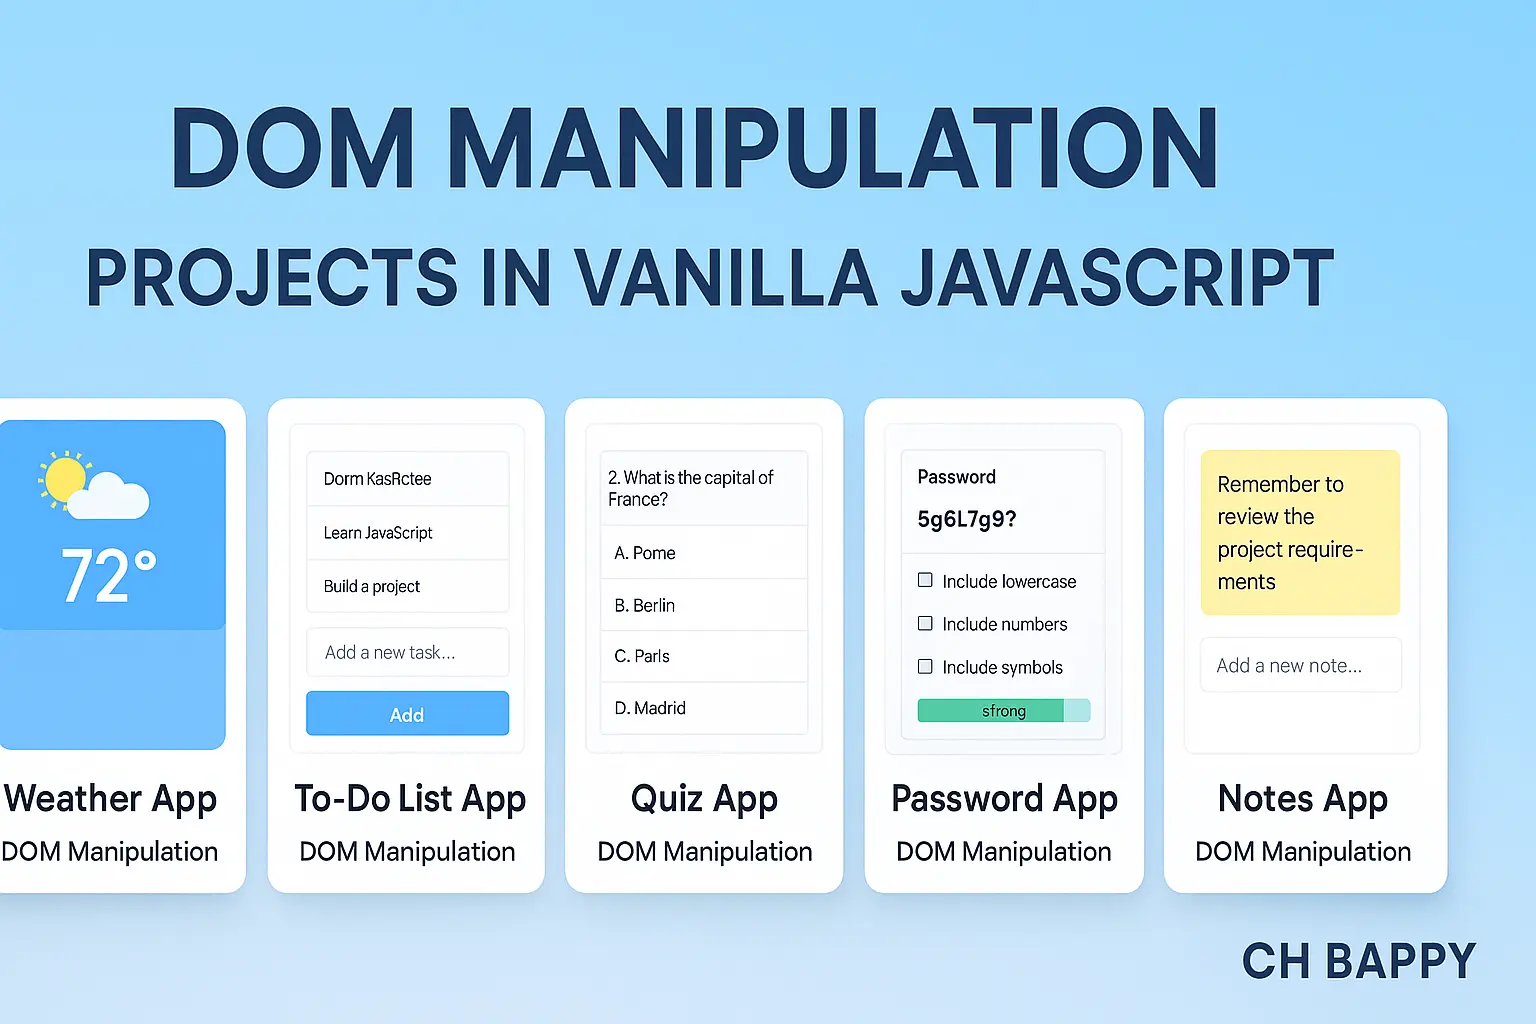 DOM MANIPULATION
PROJECTS IN VANILLA JAVASCRIPT
72°
Weather App
DOM Manipulation
Dorm KasRctee
Learn JavaScript
Build a project
Add a new task...
Add
To-Do List App
DOM Manipulation
2. What is the capital of
France?
A. Pome
B. Berlin
C. Parls
D. Madrid
Quiz App
DOM Manipulation
Password
5g6L7g9?
Include lowercase
Include numbers
Include symbols
sfrong
Password App
DOM Manipulation
Remember to
review the
project require-
ments
Add a new note...
Notes App
DOM Manipulation
CH BAPPY